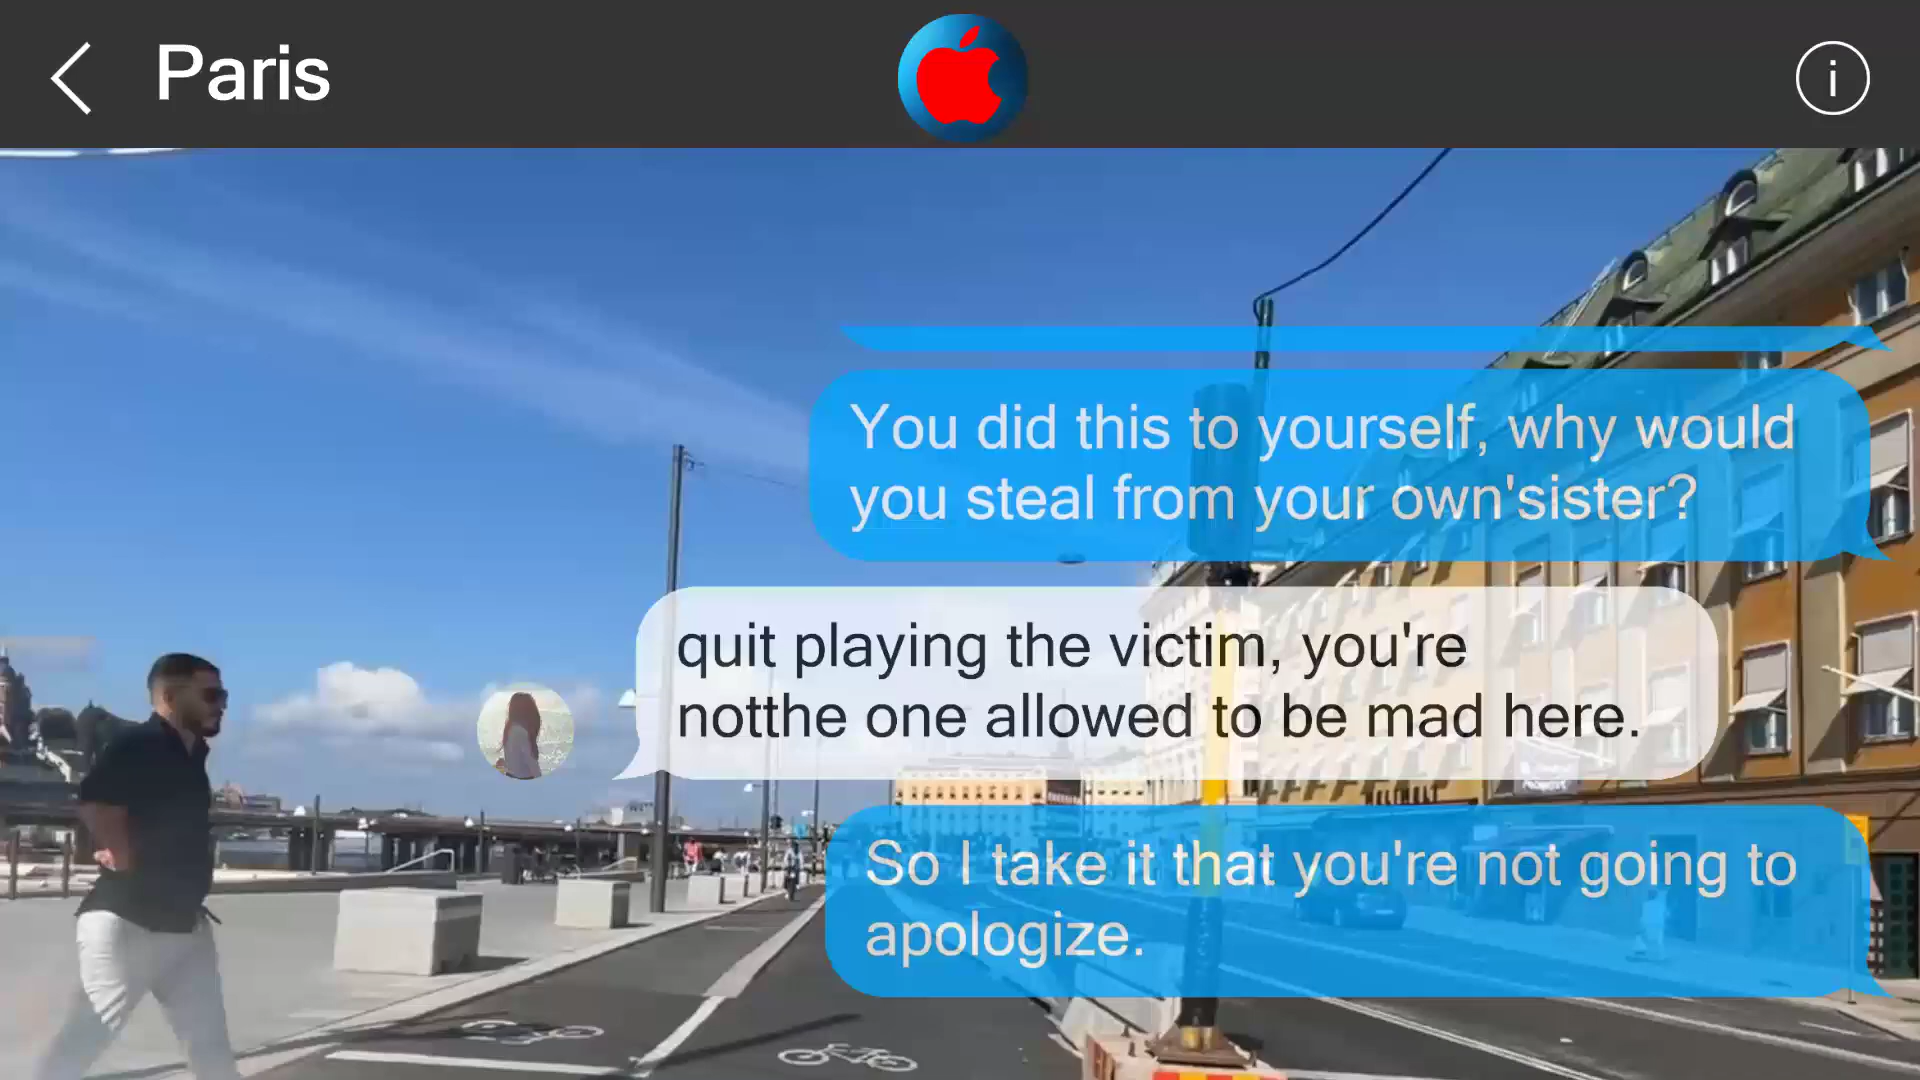 Paris
You did this to yourself, why would
you steal from your own'sister?
quit playing the victim, you're
notthe one allowed to be mad here.
So I take it that you're not going to
apologize.